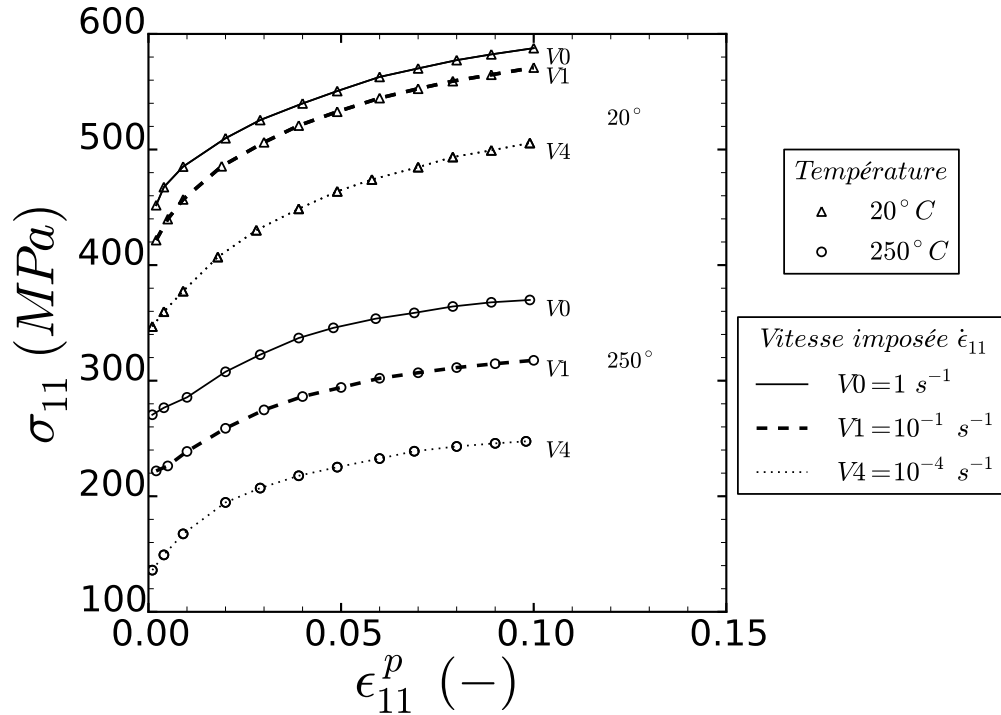 600
500
400
300
200
100
0.00 0.05 0.10 0.15
σ₁₁ (MPa)
ϵ₁₁ᵖ (−)
V0
V1
20°
V4
V0
V1
250°
V4
Température
20° C
250° C
Vitesse imposée ϵ̇₁₁
V0=1 s⁻¹
V1=10⁻¹ s⁻¹
V4=10⁻⁴ s⁻¹